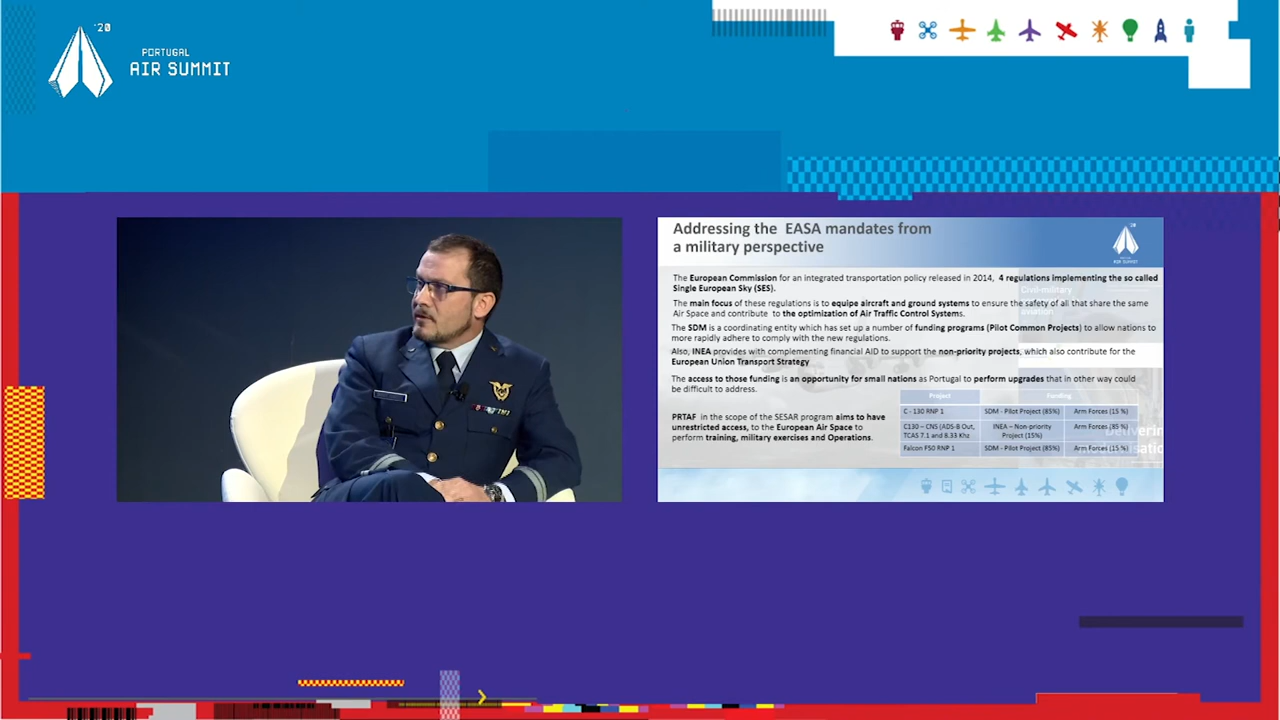 '20
PORTUGAL
AIR SUMMIT
Addressing the EASA mandates from
a military perspective
'20
AIR SUMMIT
The European Commission for an integrated transportation policy released in 2014, 4 regulations implementing the so called
Single European Sky (SES).
Civil-military
aviation
The main focus of these regulations is to equipe aircraft and ground systems to ensure the safety of all that share the same
Air Space and contribute to the optimization of Air Traffic Control Systems.
The SDM is a coordinating entity which has set up a number of funding programs (Pilot Common Projects) to allow nations to
more rapidly adhere to comply with the new regulations.
Also, INEA provides with complementing financial AID to support the non-priority projects, which also contribute for the
European Union Transport Strategy
The access to those funding is an opportunity for small nations as Portugal to perform upgrades that in other way could
be difficult to address.
PRTAF in the scope of the SESAR program aims to have
unrestricted access, to the European Air Space to
perform training, military exercises and Operations.
Project Funding
C - 130 RNP 1 SDM - Pilot Project (85%) Arm Forces (15 %)
C130 – CNS (ADS-B Out, INEA – Non-priority Arm Forces (85 %)
TCAS 7.1 and 8.33 Khz Project (15%)
Falcon F50 RNP 1 SDM - Pilot Project (85%) Arm Forces (15 %)